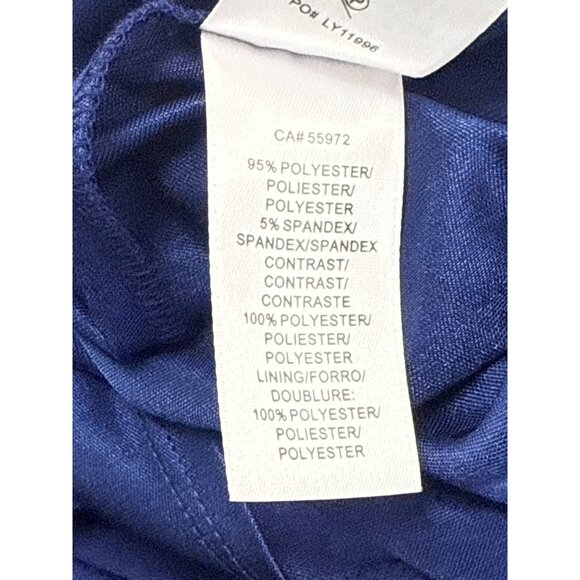 PO# LY11996
CA# 55972
95% POLYESTER/
POLIESTER/
POLYESTER
5% SPANDEX/
SPANDEX/SPANDEX
CONTRAST/
CONTRAST/
CONTRASTE
100% POLYESTER/
POLIESTER/
POLYESTER
LINING/FORRO/
DOUBLURE:
100% POLYESTER/
POLIESTER/
POLYESTER